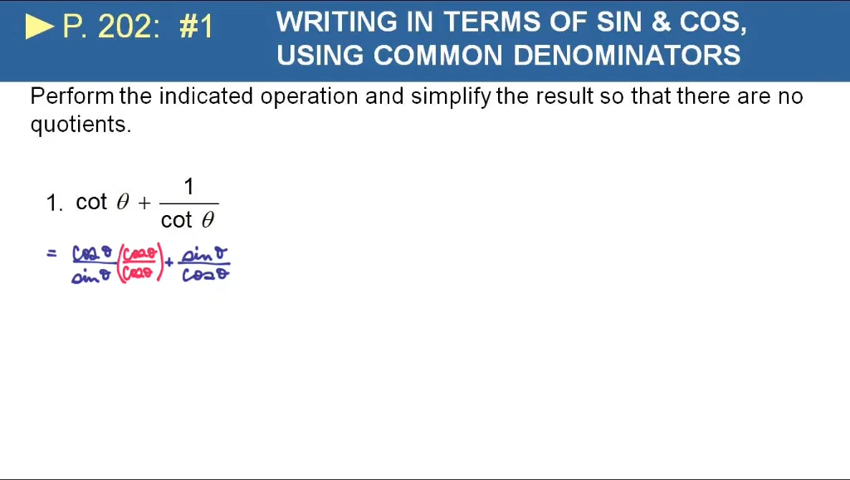 ▶ P. 202: #1
WRITING IN TERMS OF SIN & COS,
USING COMMON DENOMINATORS
Perform the indicated operation and simplify the result so that there are no
quotients.
1. cot θ + 1/cot θ
= cosθ/sinθ (cosθ/cosθ) + sinθ/cosθ